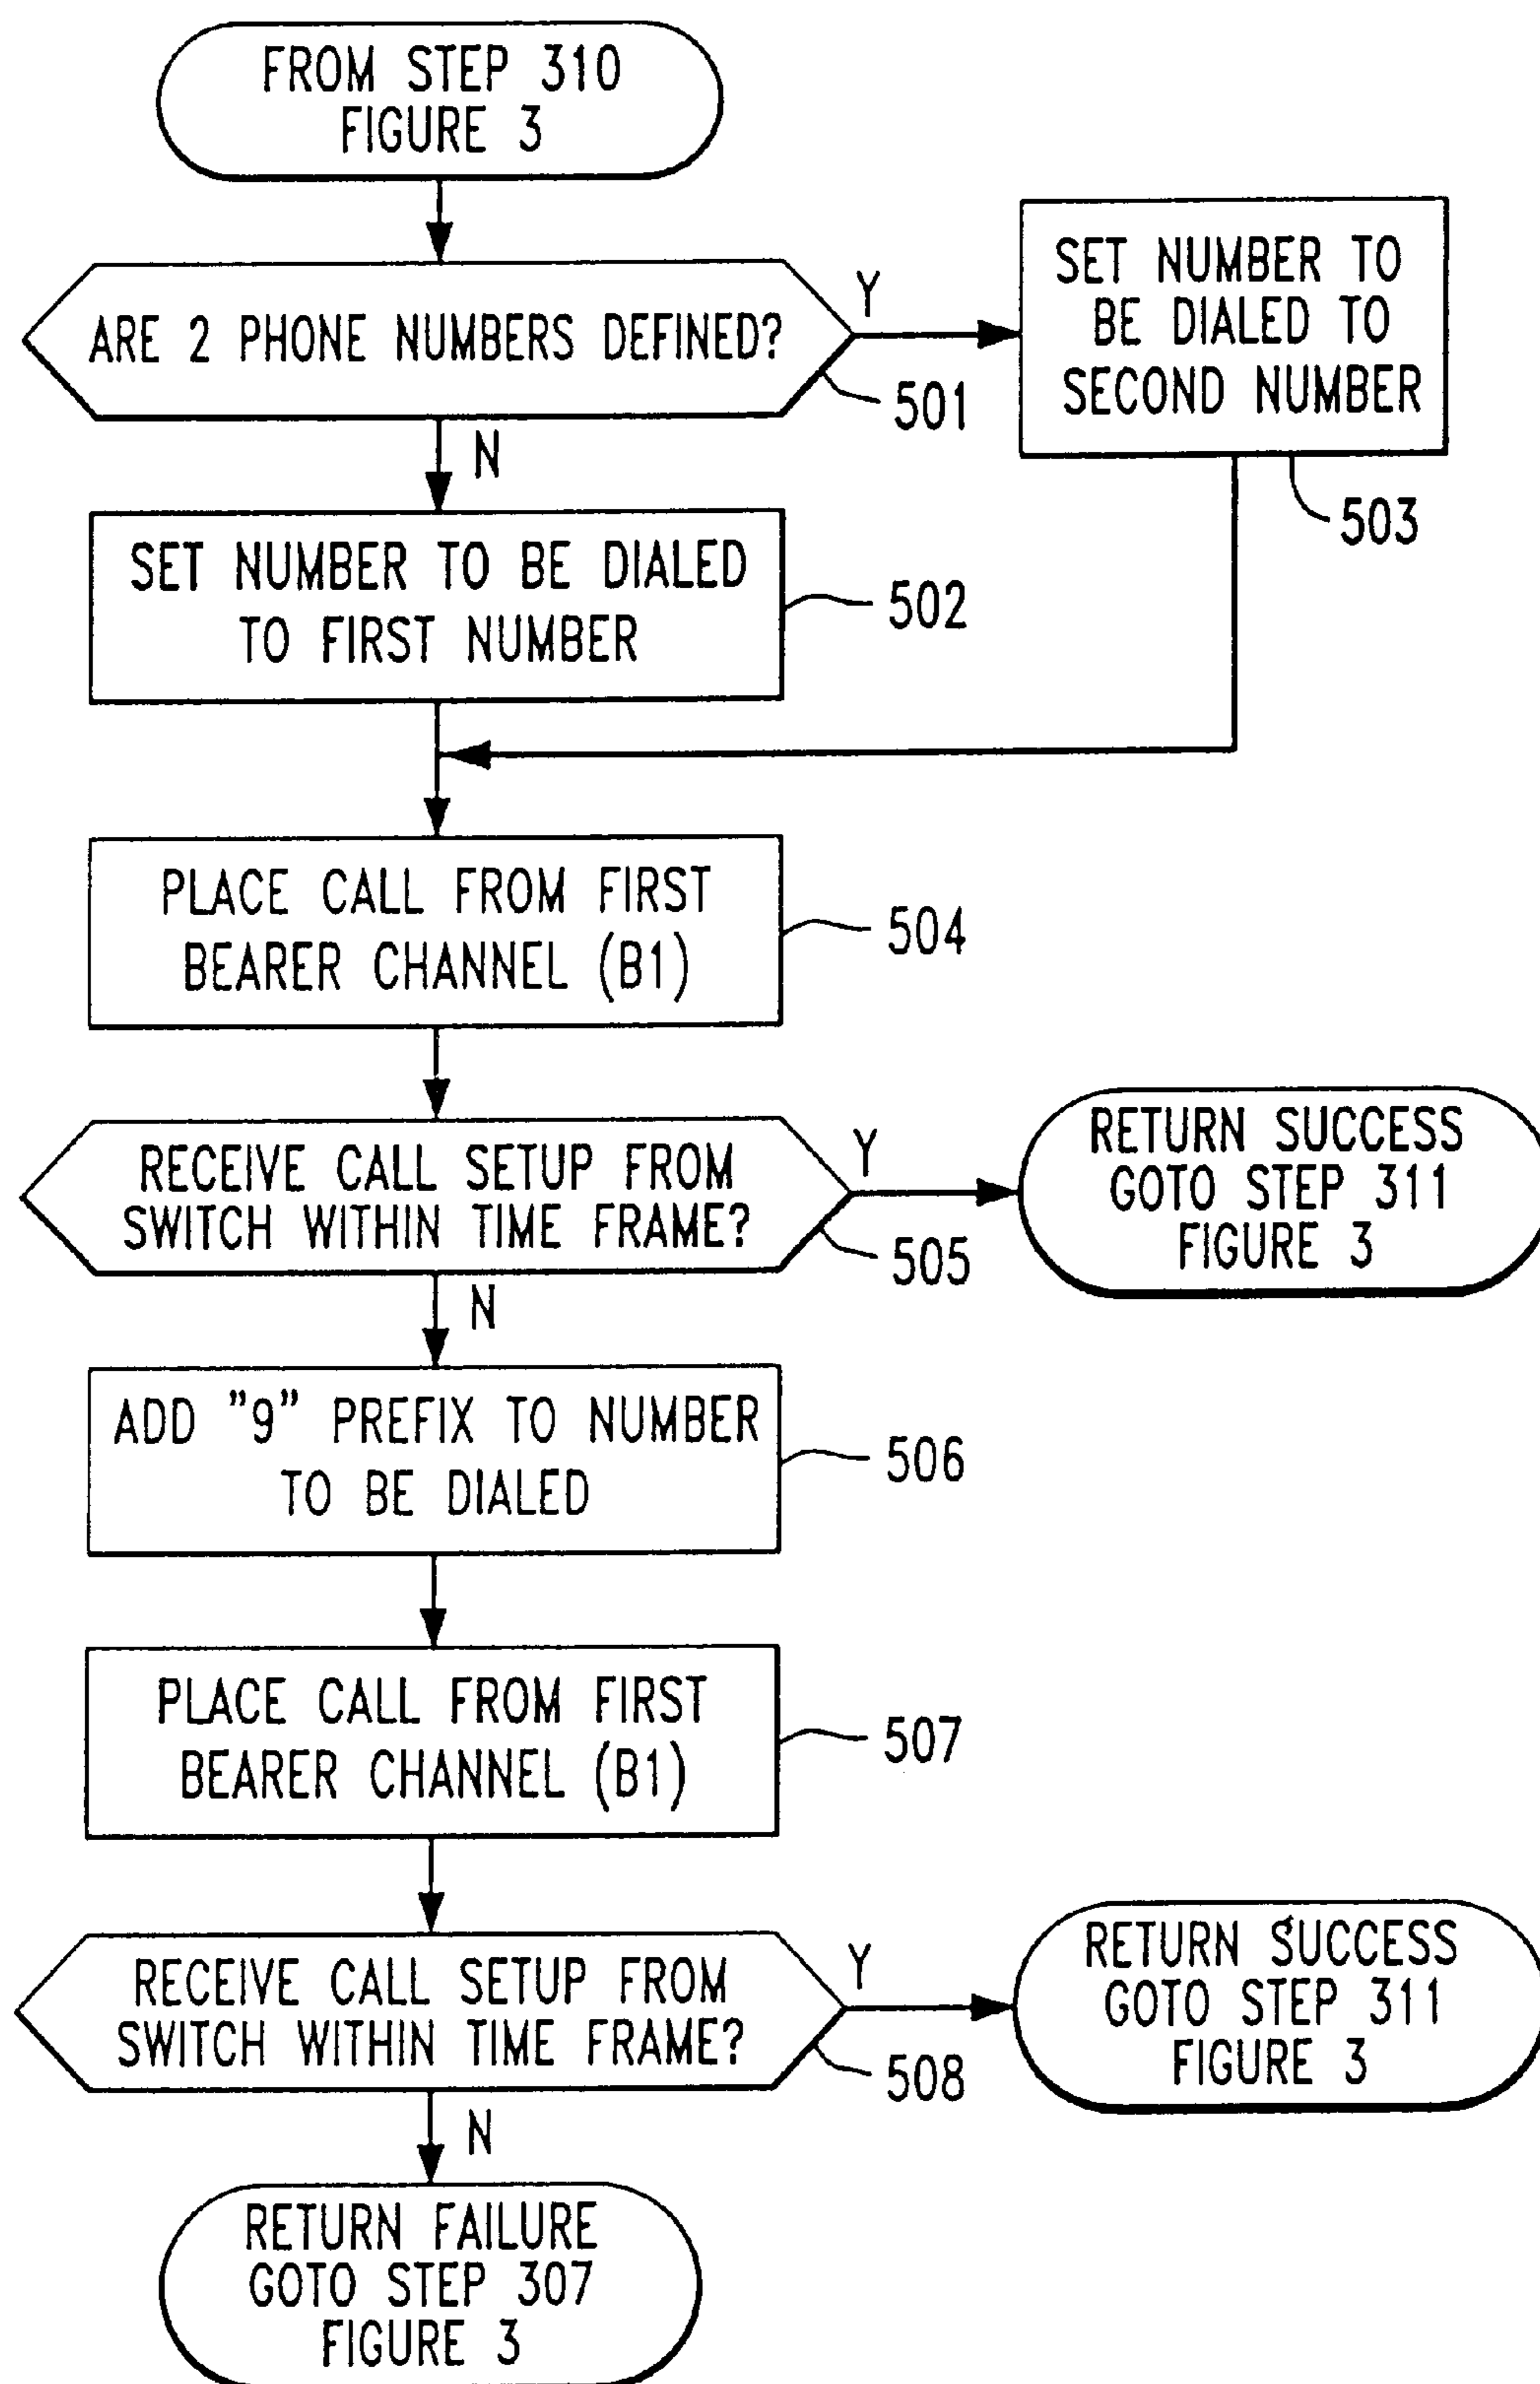 FROM STEP 310
FIGURE 3
ARE 2 PHONE NUMBERS DEFINED?
Y
501
N
SET NUMBER TO
BE DIALED TO
SECOND NUMBER
503
SET NUMBER TO BE DIALED
TO FIRST NUMBER
502
PLACE CALL FROM FIRST
BEARER CHANNEL (B1)
504
RECEIVE CALL SETUP FROM
SWITCH WITHIN TIME FRAME?
Y
505
N
RETURN SUCCESS
GOTO STEP 311
FIGURE 3
ADD "9" PREFIX TO NUMBER
TO BE DIALED
506
PLACE CALL FROM FIRST
BEARER CHANNEL (B1)
507
RECEIVE CALL SETUP FROM
SWITCH WITHIN TIME FRAME?
Y
508
N
RETURN SUCCESS
GOTO STEP 311
FIGURE 3
RETURN FAILURE
GOTO STEP 307
FIGURE 3